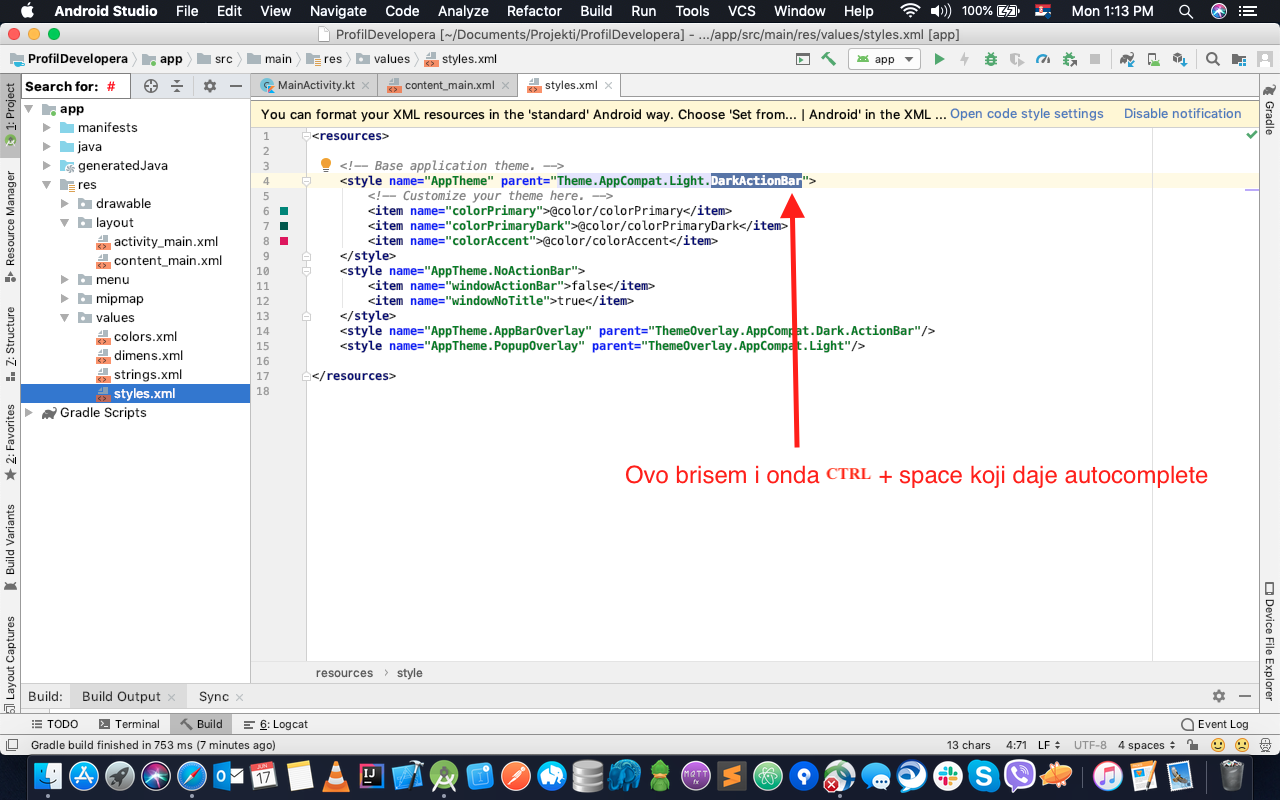 Android Studio File Edit View Navigate Code Analyze Refactor Build Run Tools VCS Window Help 100% Mon 1:13 PM
ProfilDevelopera [~/Documents/Projekti/ProfilDevelopera] - .../app/src/main/res/values/styles.xml [app]
ProfilDevelopera app src main res values styles.xml app
Search for: #
MainActivity.kt content_main.xml styles.xml
You can format your XML resources in the 'standard' Android way. Choose 'Set from... | Android' in the XML ... Open code style settings Disable notification
1: Project
Resource Manager
Z: Structure
2: Favorites
Build Variants
Layout Captures
app
manifests
java
generatedJava
res
drawable
layout
activity_main.xml
content_main.xml
menu
mipmap
values
colors.xml
dimens.xml
strings.xml
styles.xml
Gradle Scripts
1 <resources>
2
3 <!-- Base application theme. -->
4 <style name="AppTheme" parent="Theme.AppCompat.Light.DarkActionBar">
5 <!-- Customize your theme here. -->
6 <item name="colorPrimary">@color/colorPrimary</item>
7 <item name="colorPrimaryDark">@color/colorPrimaryDark</item>
8 <item name="colorAccent">@color/colorAccent</item>
9 </style>
10 <style name="AppTheme.NoActionBar">
11 <item name="windowActionBar">false</item>
12 <item name="windowNoTitle">true</item>
13 </style>
14 <style name="AppTheme.AppBarOverlay" parent="ThemeOverlay.AppCompat.Dark.ActionBar"/>
15 <style name="AppTheme.PopupOverlay" parent="ThemeOverlay.AppCompat.Light"/>
16
17 </resources>
18
Ovo brisem i onda CTRL + space koji daje autocomplete
Gradle
Device File Explorer
resources › style
Build: Build Output Sync
TODO Terminal Build 6: Logcat Event Log
Gradle build finished in 753 ms (7 minutes ago) 13 chars 4:71 LF UTF-8 4 spaces
JUN
17
IJ
MATT
fx